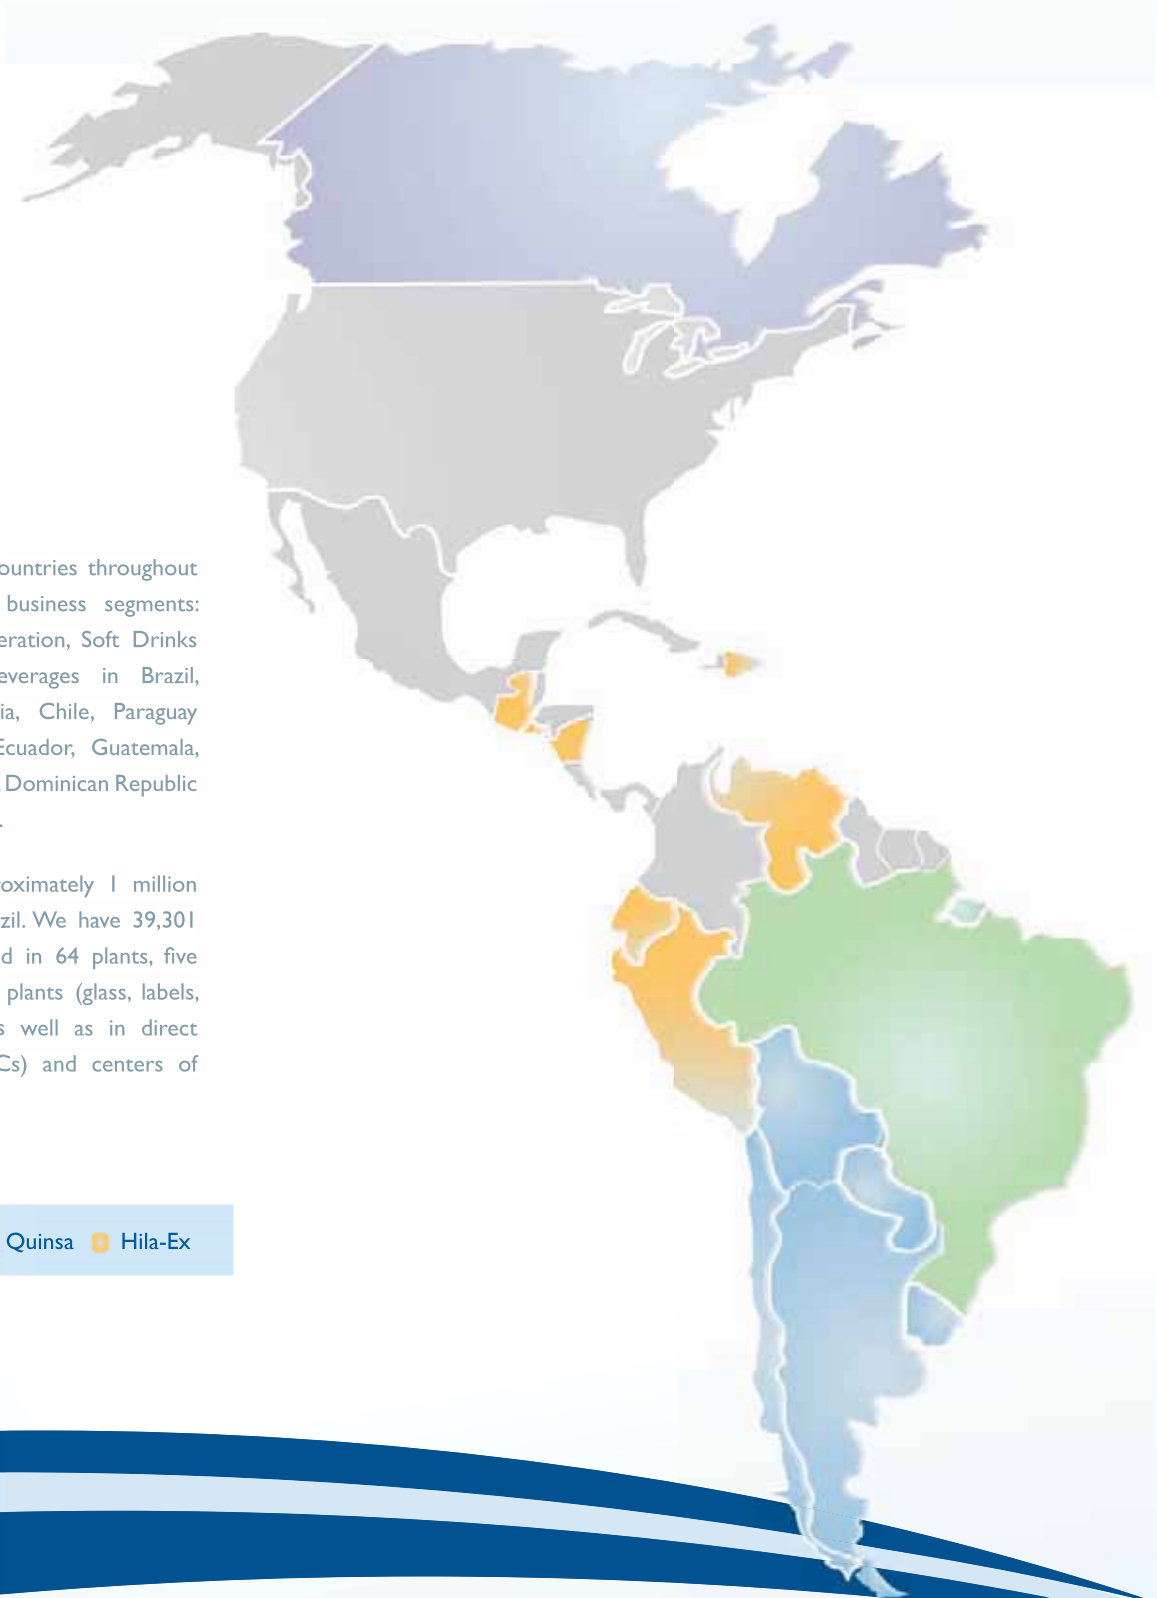 ountries throughout
business segments:
eration, Soft Drinks
everages in Brazil,
ia, Chile, Paraguay
Ecuador, Guatemala,
Dominican Republic
.
oximately 1 million
zil. We have 39,301
d in 64 plants, five
plants (glass, labels,
s well as in direct
Cs) and centers of
Quinsa Hila-Ex